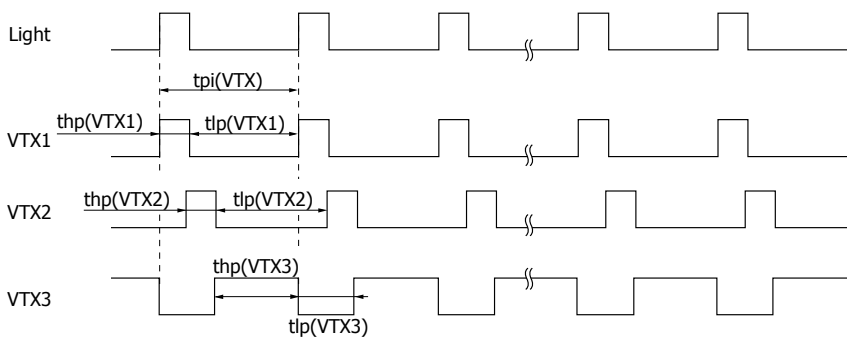 Light
tpi(VTX)
thp(VTX1)
tlp(VTX1)
VTX1
thp(VTX2)
tlp(VTX2)
VTX2
thp(VTX3)
VTX3
tlp(VTX3)